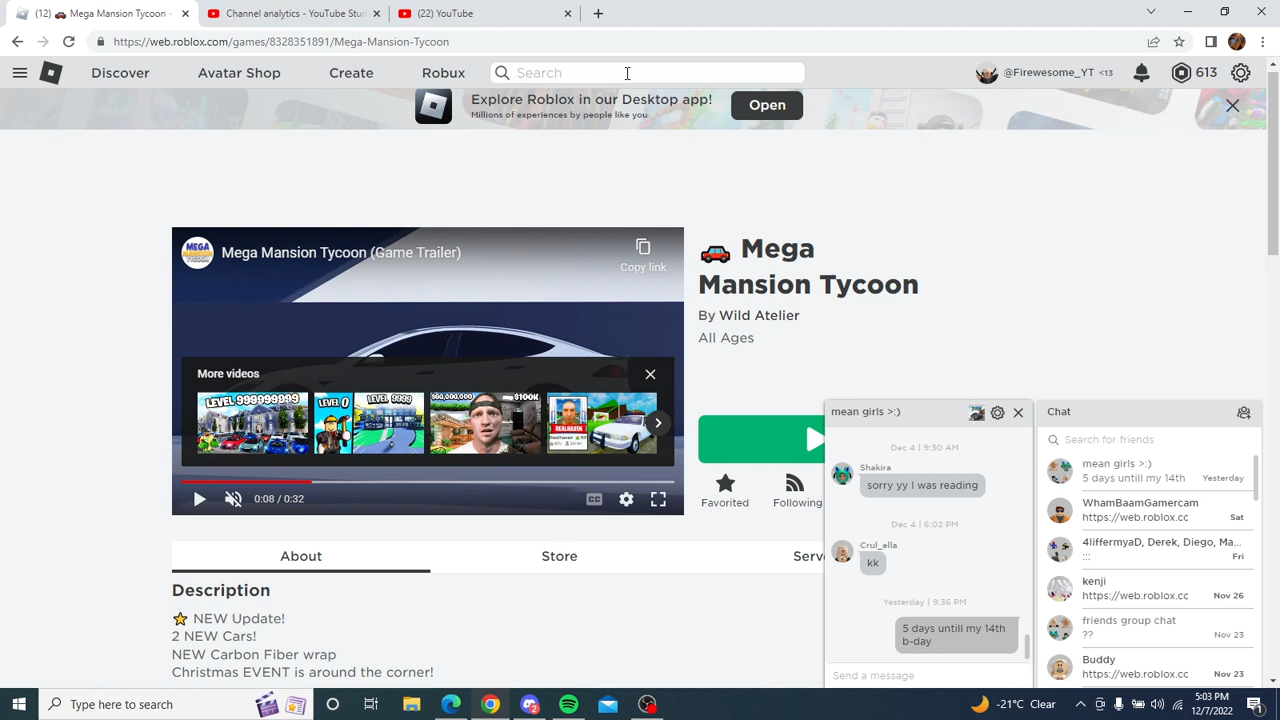 (12) 🚗 Mega Mansion Tycoon -
Channel analytics - YouTube Stu
(22) YouTube
https://web.roblox.com/games/8328351891/Mega-Mansion-Tycoon
Discover
Avatar Shop
Create
Robux
Search
@Firewesome_YT <13
613
Explore Roblox in our Desktop app!
Millions of experiences by people like you
Open
MEGA MANSION TYCOON
Mega Mansion Tycoon (Game Trailer)
Copy link
More videos
LEVEL 999999999
LEVEL 0
LEVEL 9999
$60,000,000
$100K
REALHAVEN
Realhaven RP
0:08 / 0:32
CC
🚗 Mega
Mansion Tycoon
By Wild Atelier
All Ages
Favorited
Following
About
Store
Serv
Description
⭐ NEW Update!
2 NEW Cars!
NEW Carbon Fiber wrap
Christmas EVENT is around the corner!
mean girls >:)
Dec 4 | 9:30 AM
Shakira
sorry yy I was reading
Dec 4 | 6:02 PM
Crul_ella
kk
Yesterday | 9:36 PM
5 days untill my 14th
b-day
Send a message
Chat
Search for friends
mean girls >:)
5 days untill my 14th
Yesterday
WhamBaamGamercam
https://web.roblox.cc
Sat
4liffermyaD, Derek, Diego, Ma...
:::
Fri
kenji
https://web.roblox.cc
Nov 26
friends group chat
??
Nov 23
Buddy
https://web.roblox.cc
Nov 23
Type here to search
-21°C Clear
5:03 PM
12/7/2022
1